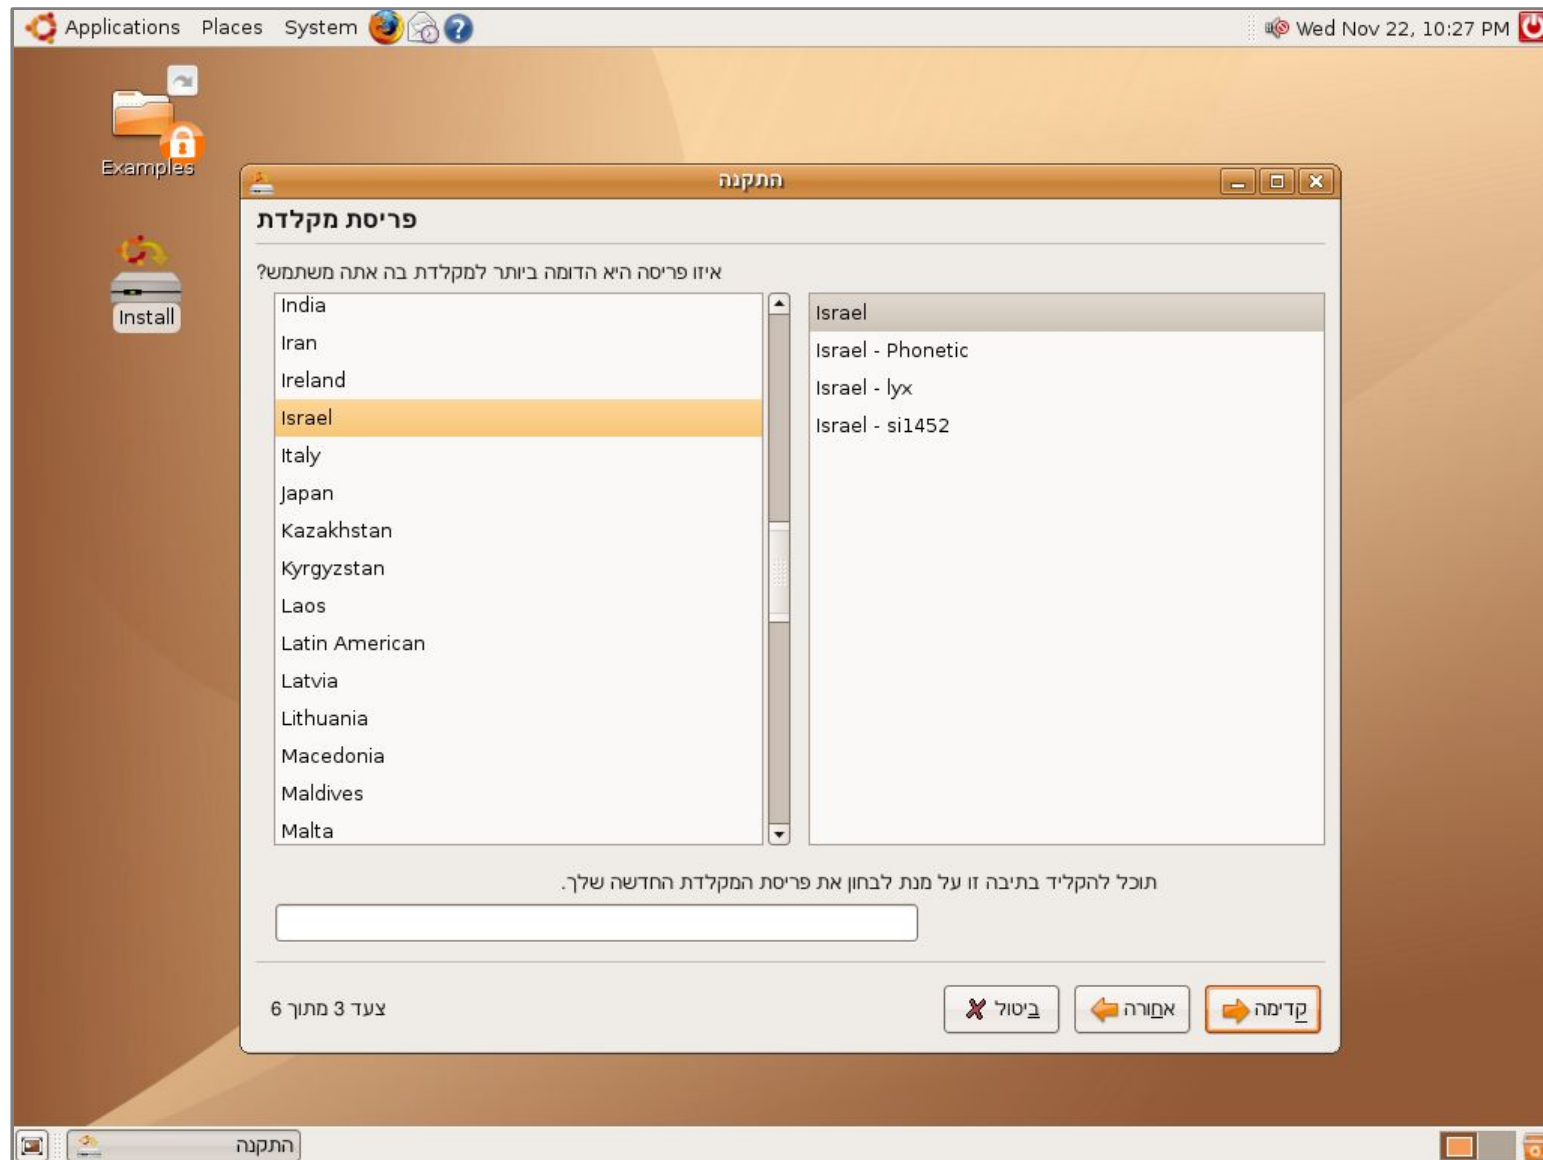 Applications Places System
Wed Nov 22, 10:27 PM
Examples
Install
התקנה
פריסת מקלדת
איזו פריסה היא הדומה ביותר למקלדת בה אתה משתמש?
India
Iran
Ireland
Israel
Italy
Japan
Kazakhstan
Kyrgyzstan
Laos
Latin American
Latvia
Lithuania
Macedonia
Maldives
Malta
Israel
Israel - Phonetic
Israel - lyx
Israel - si1452
תוכל להקליד בתיבה זו על מנת לבחון את פריסת המקלדת החדשה שלך.
צעד 3 מתוך 6
ביטול
אחורה
קדימה
התקנה